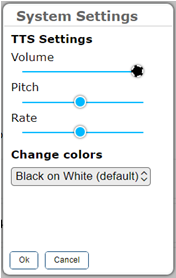 System Settings
TTS Settings
Volume
Pitch
Rate
Change colors
Black on White (default)
Ok Cancel